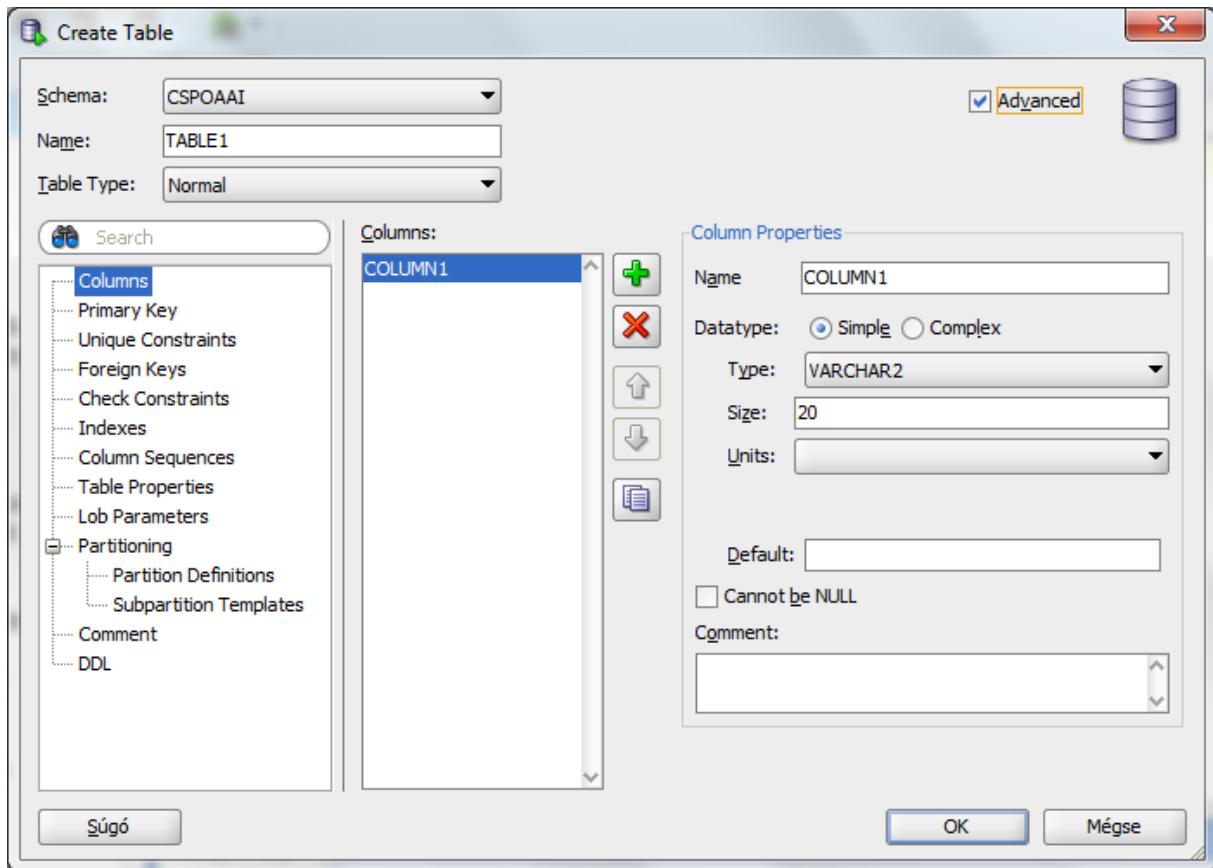 Create Table
Schema: CSPOAAI
Advanced
Name: TABLE1
Table Type: Normal
Search
Columns
Primary Key
Unique Constraints
Foreign Keys
Check Constraints
Indexes
Column Sequences
Table Properties
Lob Parameters
Partitioning
Partition Definitions
Subpartition Templates
Comment
DDL
Columns:
COLUMN1
Column Properties
Name COLUMN1
Datatype: Simple Complex
Type: VARCHAR2
Size: 20
Units:
Default:
Cannot be NULL
Comment:
Súgó
OK
Mégse